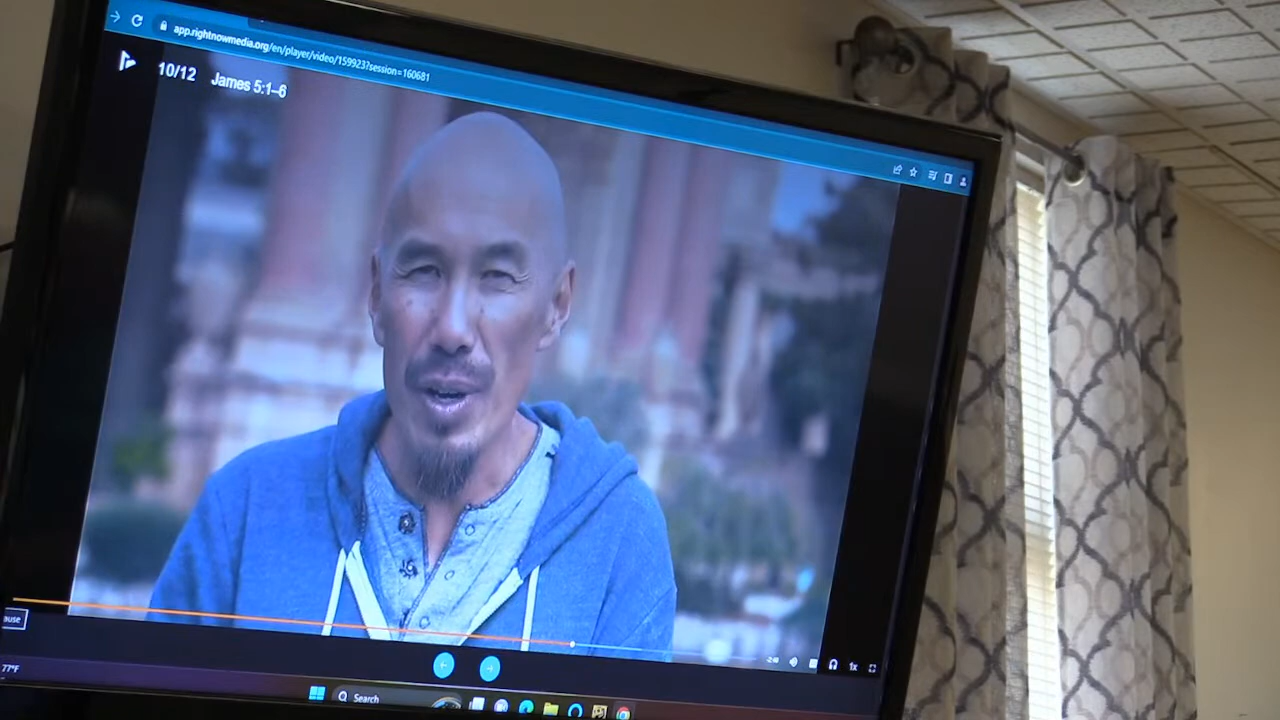 app.rightnowmedia.org/en/player/video/159923?session=160681
10/12 James 5:1–6
ause
1x
77°F
Search